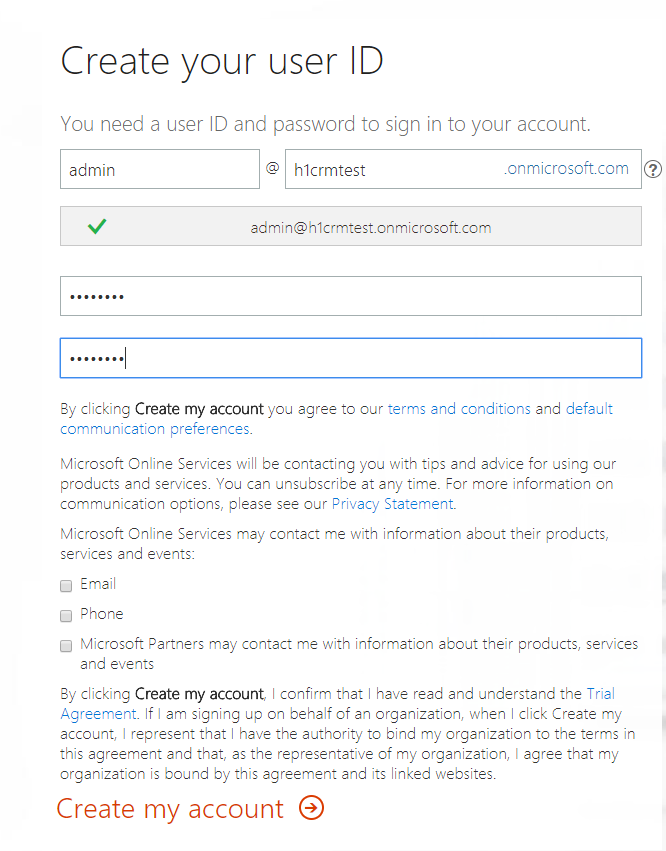 Create your user ID
You need a user ID and password to sign in to your account.
admin @ h1crmtest .onmicrosoft.com ?
admin@h1crmtest.onmicrosoft.com
••••••••
••••••••
By clicking Create my account you agree to our terms and conditions and default
communication preferences.
Microsoft Online Services will be contacting you with tips and advice for using our
products and services. You can unsubscribe at any time. For more information on
communication options, please see our Privacy Statement.
Microsoft Online Services may contact me with information about their products,
services and events:
Email
Phone
Microsoft Partners may contact me with information about their products, services
and events
By clicking Create my account, I confirm that I have read and understand the Trial
Agreement. If I am signing up on behalf of an organization, when I click Create my
account, I represent that I have the authority to bind my organization to the terms in
this agreement and that, as the representative of my organization, I agree that my
organization is bound by this agreement and its linked websites.
Create my account